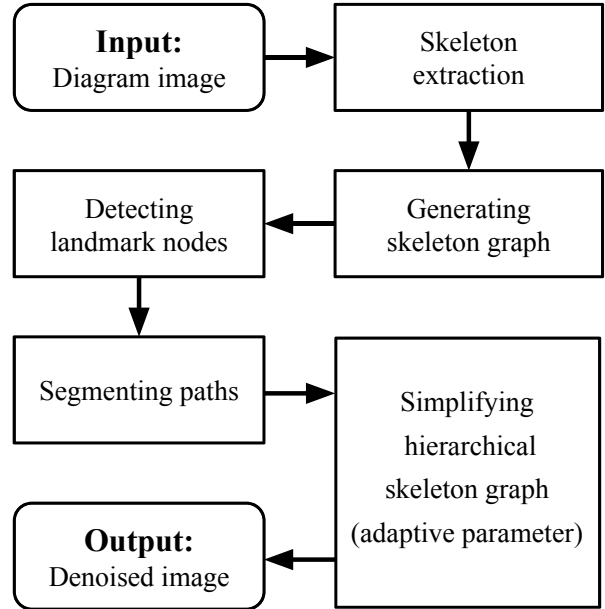 Input:
Diagram image
Skeleton
extraction
Generating
skeleton graph
Detecting
landmark nodes
Segmenting paths
Simplifying
hierarchical
skeleton graph
(adaptive parameter)
Output:
Denoised image